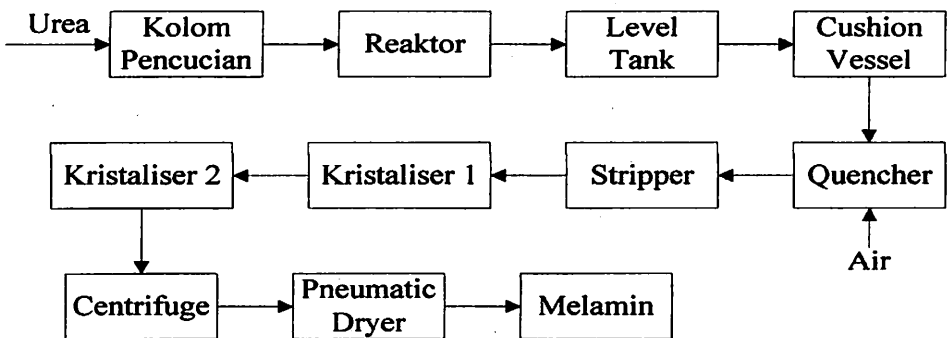 Urea
Kolom
Pencucian
Reaktor
Level
Tank
Cushion
Vessel
Kristaliser 2
Kristaliser 1
Stripper
Quencher
Air
Centrifuge
Pneumatic
Dryer
Melamin